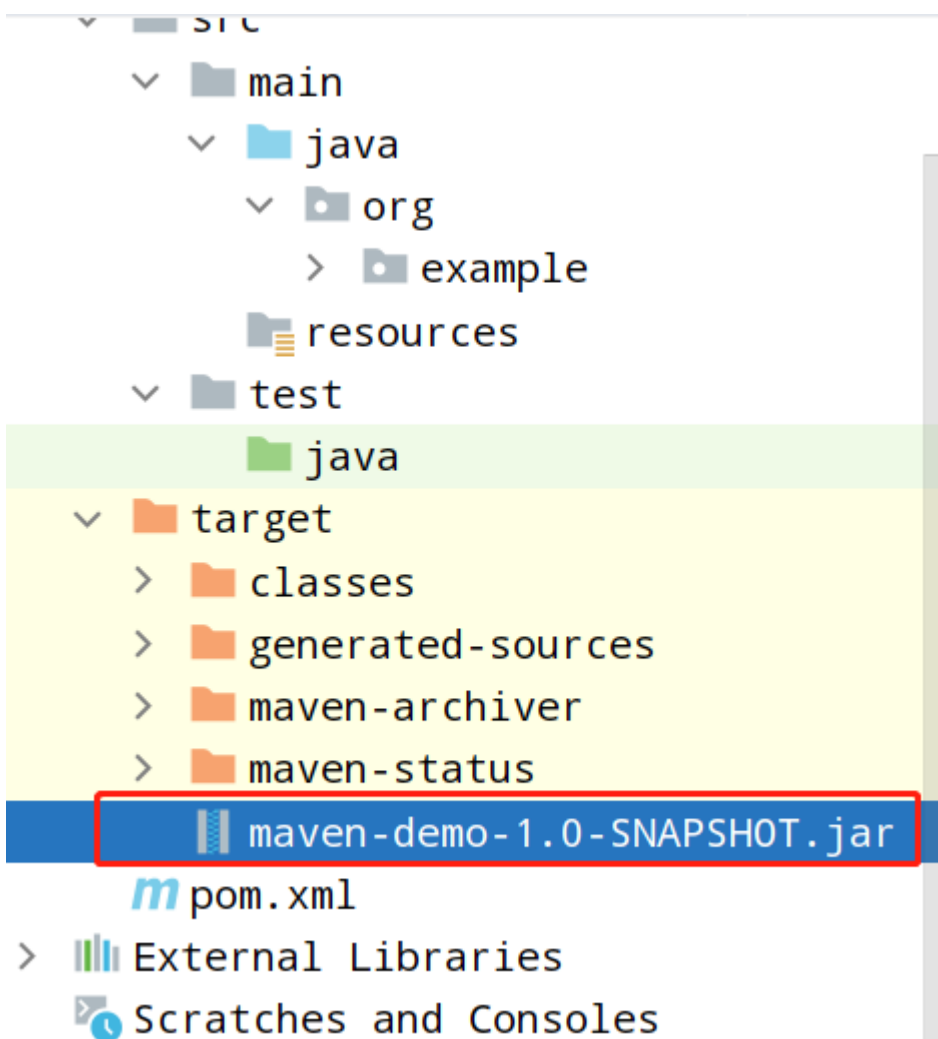 src
main
java
org
example
resources
test
java
target
classes
generated-sources
maven-archiver
maven-status
maven-demo-1.0-SNAPSHOT.jar
pom.xml
External Libraries
Scratches and Consoles